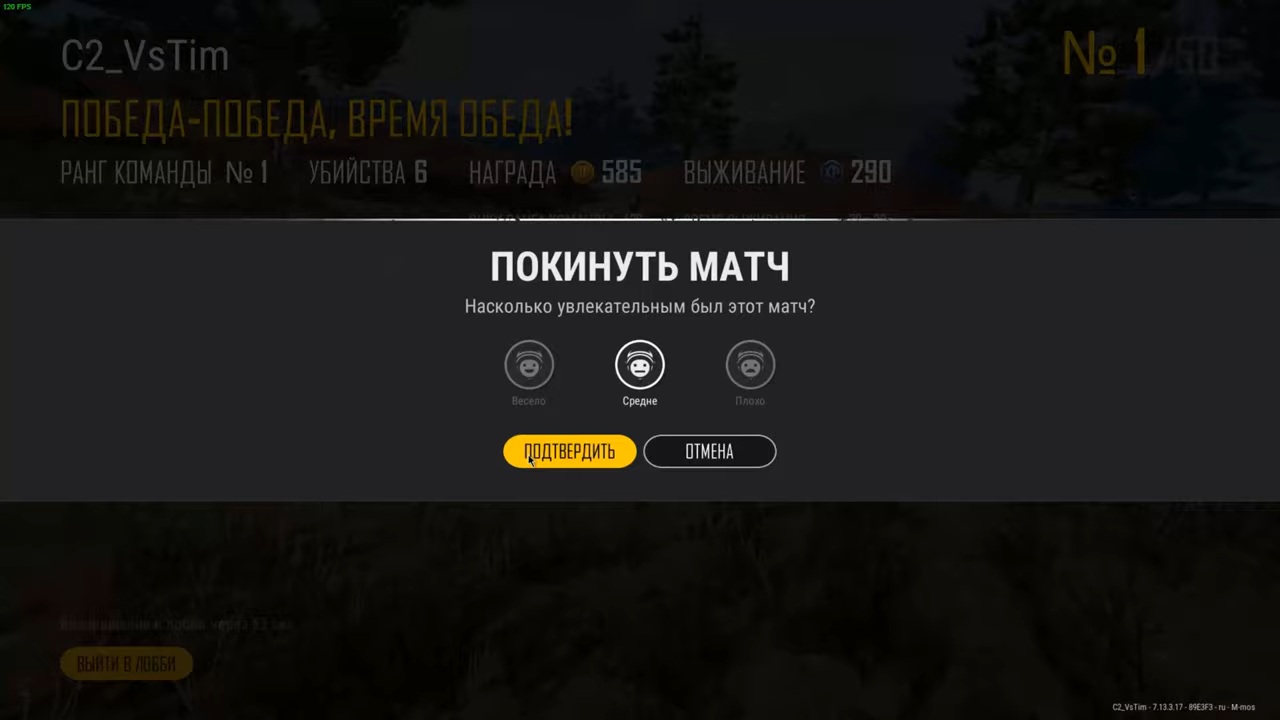 120 FPS
C2_VsTim
№ 1
ПОБЕДА-ПОБЕДА, ВРЕМЯ ОБЕДА!
РАНГ КОМАНДЫ № 1 УБИЙСТВА 6 НАГРАДА 585 ВЫЖИВАНИЕ XP 290
ПОКИНУТЬ МАТЧ
Насколько увлекательным был этот матч?
Весело Средне Плохо
ПОДТВЕРДИТЬ ОТМЕНА
ВЫЙТИ В ЛОББИ
C2_VsTim - 7.13.3.17 - 89E3F3 - ru - M-mos